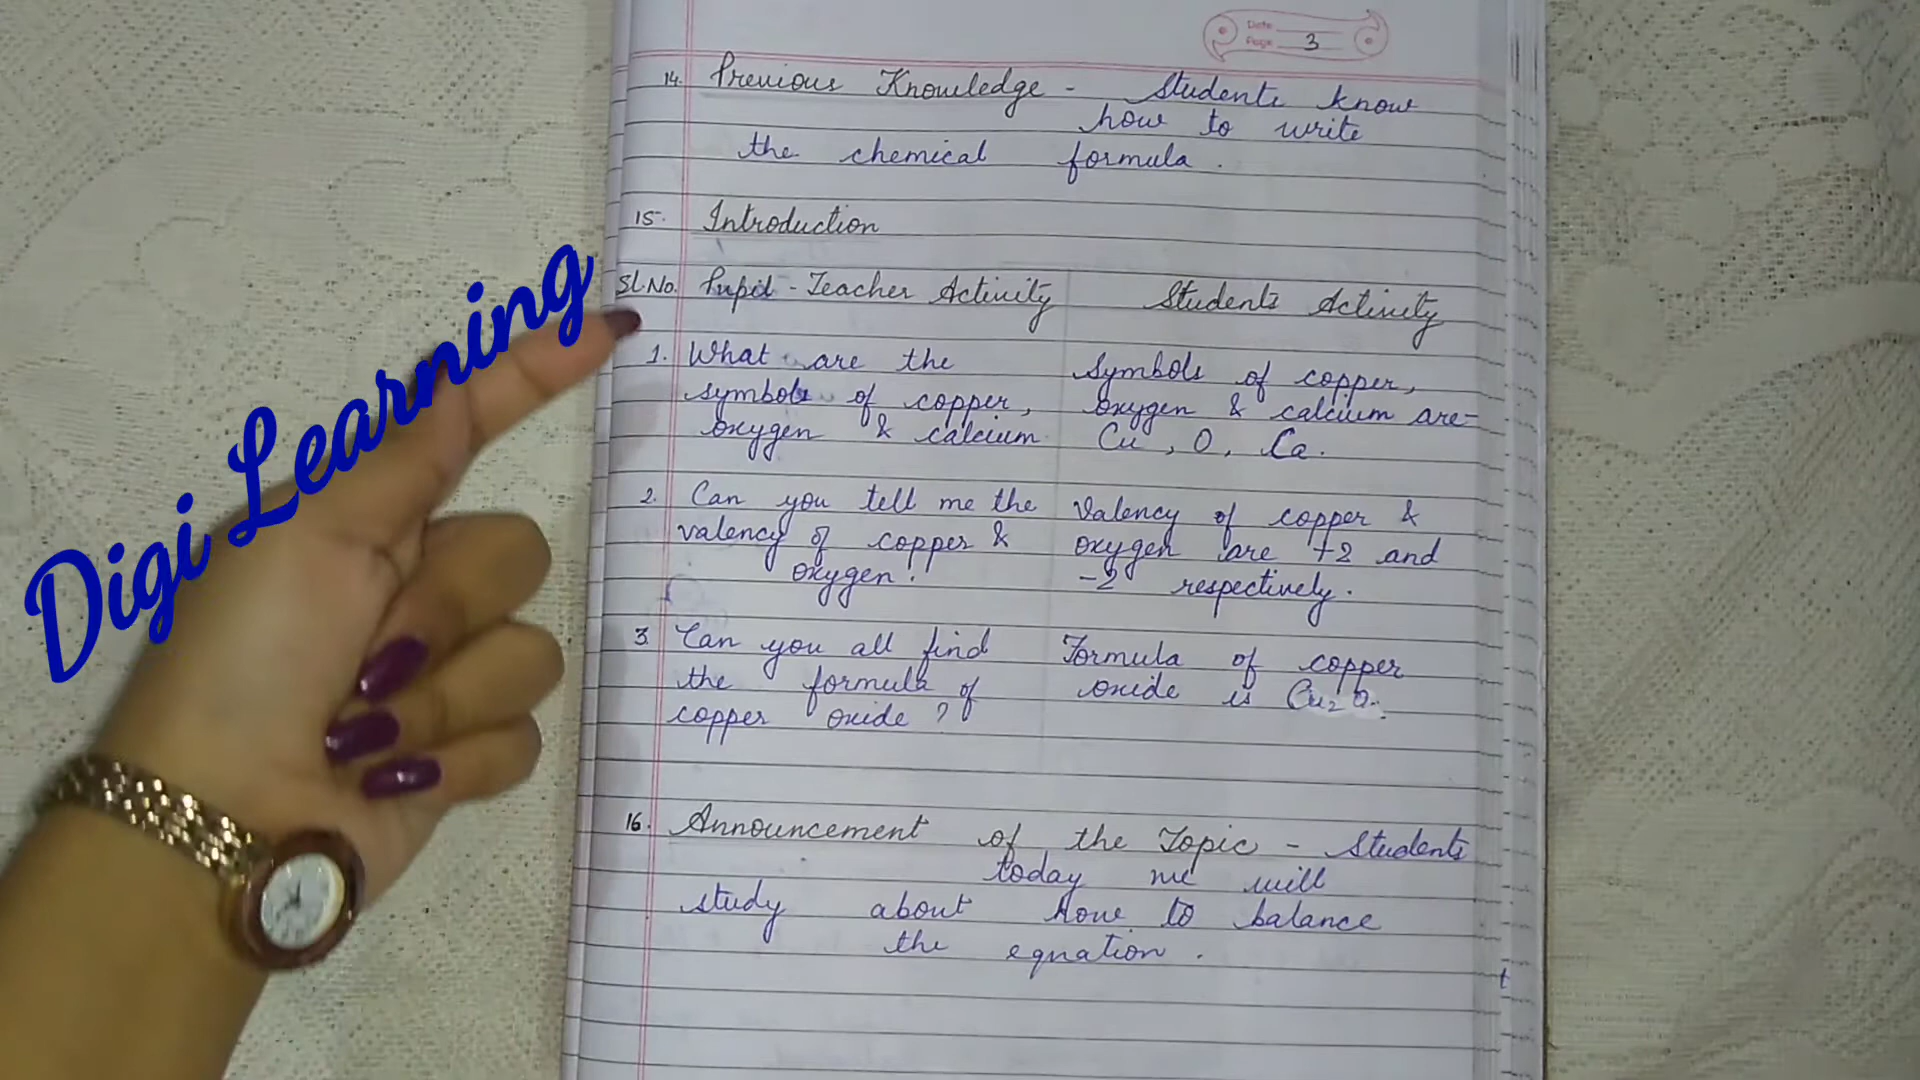 Date
Page 3
14. Previous Knowledge - Students know
how to write
the chemical formula.
15. Introduction
Sl.No. Pupil-Teacher Activity Students Activity
1. What are the
symbols of copper,
oxygen & calcium
Symbols of copper,
oxygen & calcium are-
Cu, O, Ca.
2. Can you tell me the
valency of copper &
oxygen.
Valency of copper &
oxygen are +2 and
-2 respectively.
3. Can you all find
the formula of
copper oxide?
Formula of copper
oxide is Cu2O.
16. Announcement of the Topic - Students
today we will
study about how to balance
the equation.
Digi Learning